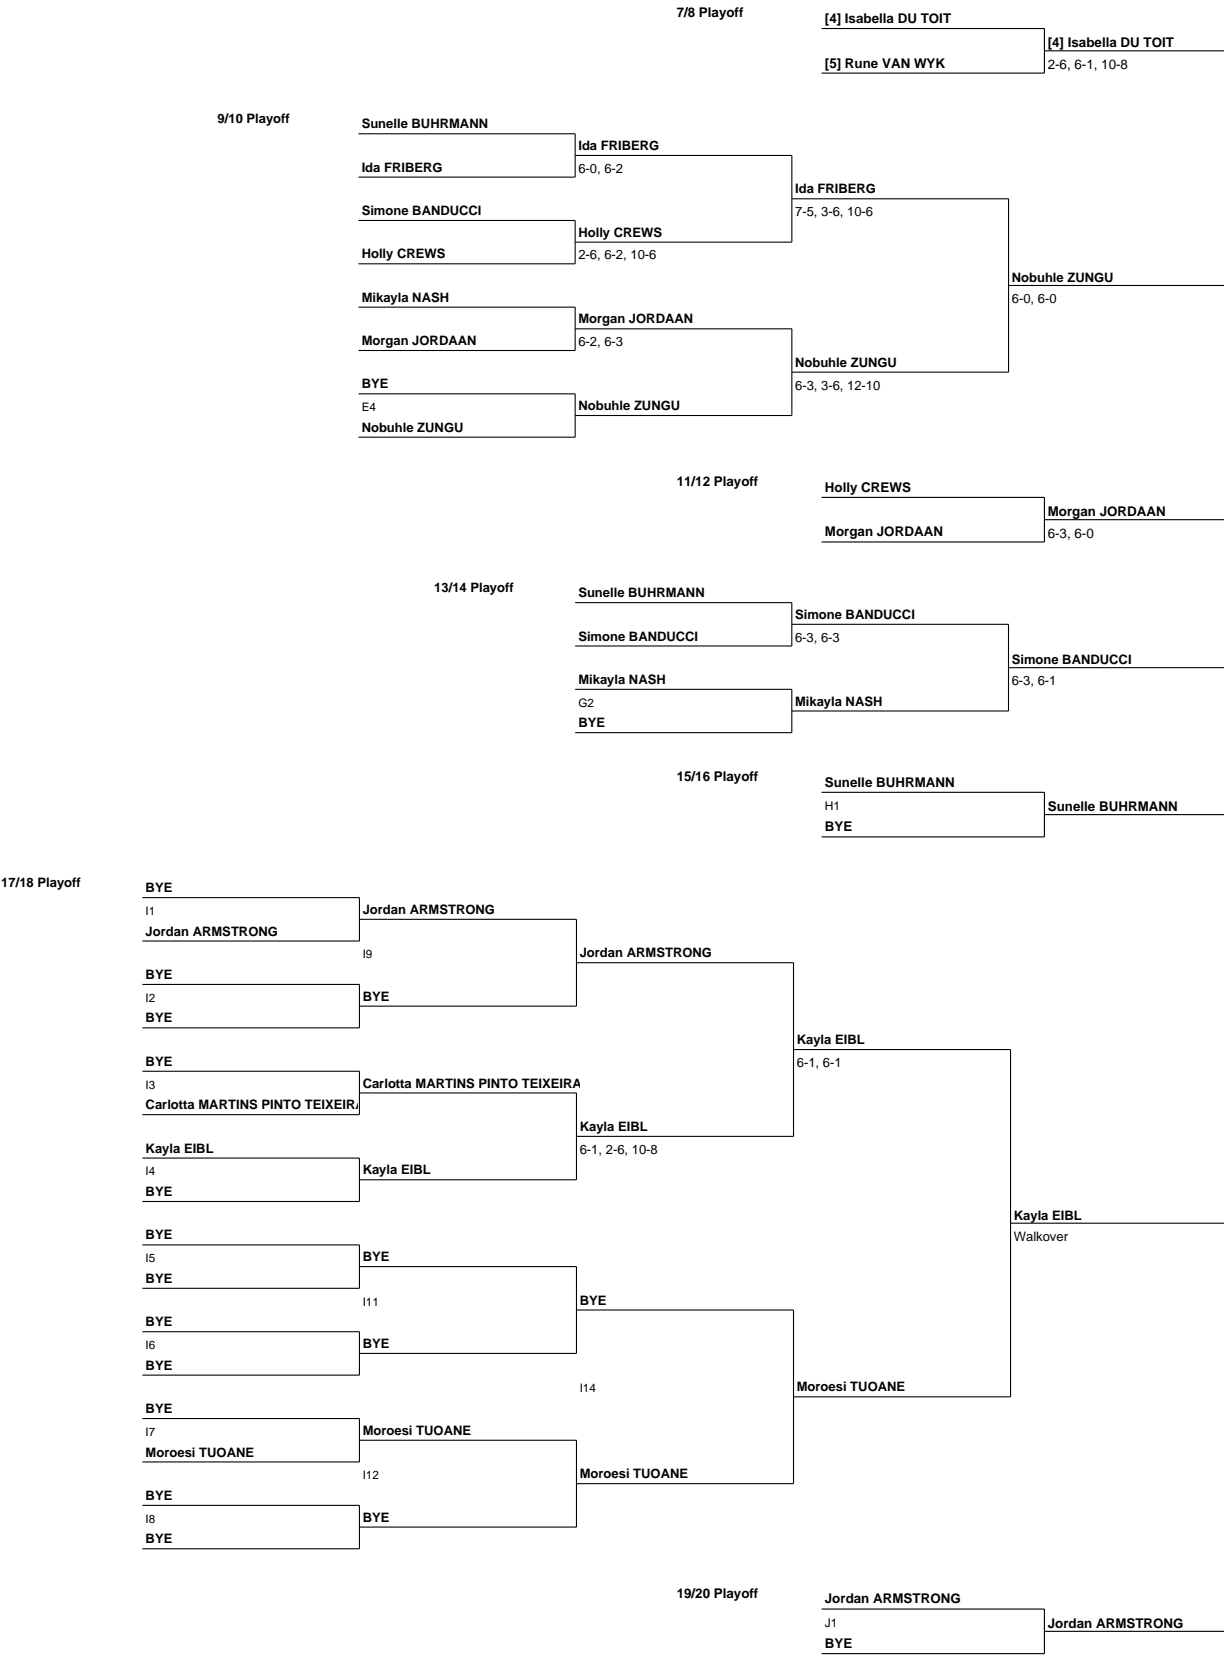 7/8 Playoff
[4] Isabella DU TOIT
[4] Isabella DU TOIT
[5] Rune VAN WYK
2-6, 6-1, 10-8
9/10 Playoff
Sunelle BUHRMANN
Ida FRIBERG
Ida FRIBERG
6-0, 6-2
Ida FRIBERG
Simone BANDUCCI
7-5, 3-6, 10-6
Holly CREWS
Holly CREWS
2-6, 6-2, 10-6
Nobuhle ZUNGU
Mikayla NASH
6-0, 6-0
Morgan JORDAAN
Morgan JORDAAN
6-2, 6-3
Nobuhle ZUNGU
BYE
6-3, 3-6, 12-10
E4
Nobuhle ZUNGU
Nobuhle ZUNGU
11/12 Playoff
Holly CREWS
Morgan JORDAAN
Morgan JORDAAN
6-3, 6-0
13/14 Playoff
Sunelle BUHRMANN
Simone BANDUCCI
Simone BANDUCCI
6-3, 6-3
Simone BANDUCCI
Mikayla NASH
6-3, 6-1
G2
Mikayla NASH
BYE
15/16 Playoff
Sunelle BUHRMANN
H1
Sunelle BUHRMANN
BYE
17/18 Playoff
BYE
I1
Jordan ARMSTRONG
Jordan ARMSTRONG
I9
Jordan ARMSTRONG
BYE
I2
BYE
BYE
Kayla EIBL
BYE
6-1, 6-1
I3
Carlotta MARTINS PINTO TEIXEIRA
Carlotta MARTINS PINTO TEIXEIR
Kayla EIBL
Kayla EIBL
6-1, 2-6, 10-8
I4
Kayla EIBL
BYE
Kayla EIBL
Walkover
BYE
I5
BYE
BYE
I11
BYE
BYE
I6
BYE
BYE
I14
Moroesi TUOANE
BYE
I7
Moroesi TUOANE
Moroesi TUOANE
I12
Moroesi TUOANE
BYE
I8
BYE
BYE
19/20 Playoff
Jordan ARMSTRONG
J1
Jordan ARMSTRONG
BYE